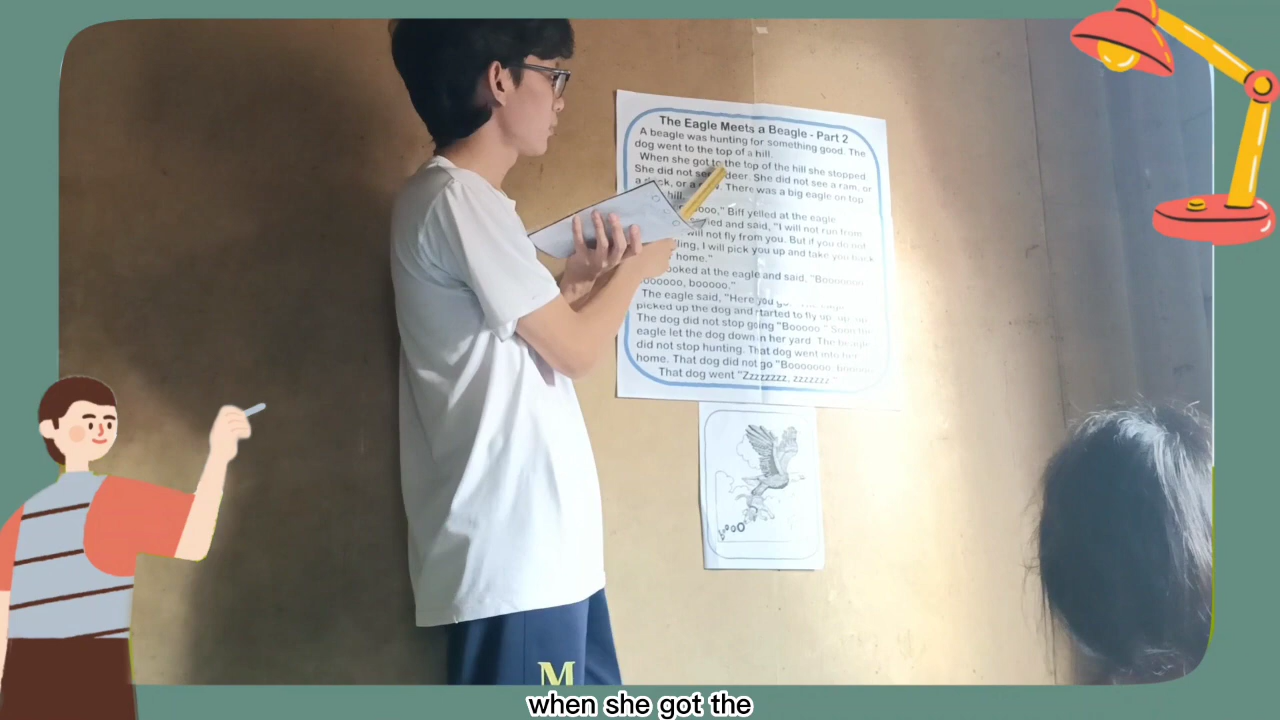 The Eagle Meets a Beagle - Part 2
A beagle was hunting for something good. The
dog went to the top of a hill.
When she got to the top of the hill she stopped.
She did not see deer. She did not see a ram, or
a or a There was a big eagle on top
hill.
Biff yelled at the eagle.
and said, "I will not run from
will not fly from you. But if you do not
I will pick you up and take you back
home."
at the eagle and said,
booooo."
The eagle said, "Here you
picked up the dog and started to fly up, up,
The dog did not stop going "Booooo." Soon the
eagle let the dog down in her yard. The beagle
did not stop hunting. That dog went into her
home. That dog did not go "Booooooo,
That dog went "Zzzzzzzz, zzzzzzz."
M
when she got the